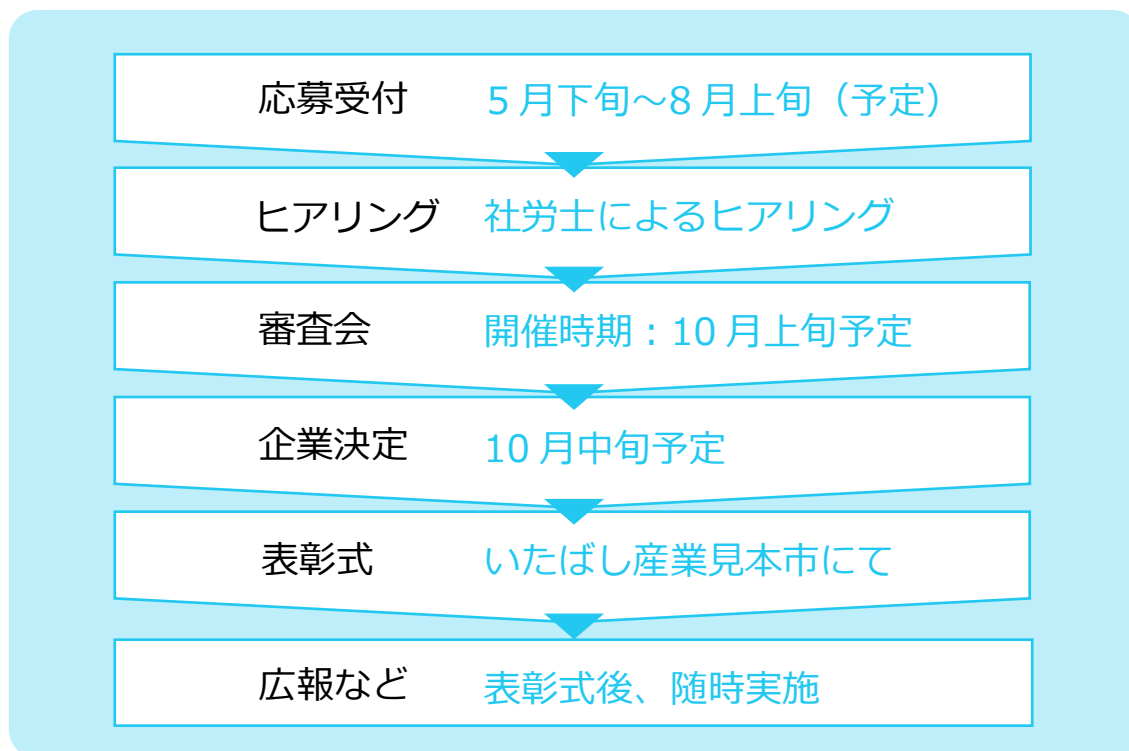 応募受付 5月下旬～8月上旬（予定）
ヒアリング 社労士によるヒアリング
審査会 開催時期：10月上旬予定
企業決定 10月中旬予定
表彰式 いたばし産業見本市にて
広報など 表彰式後、随時実施